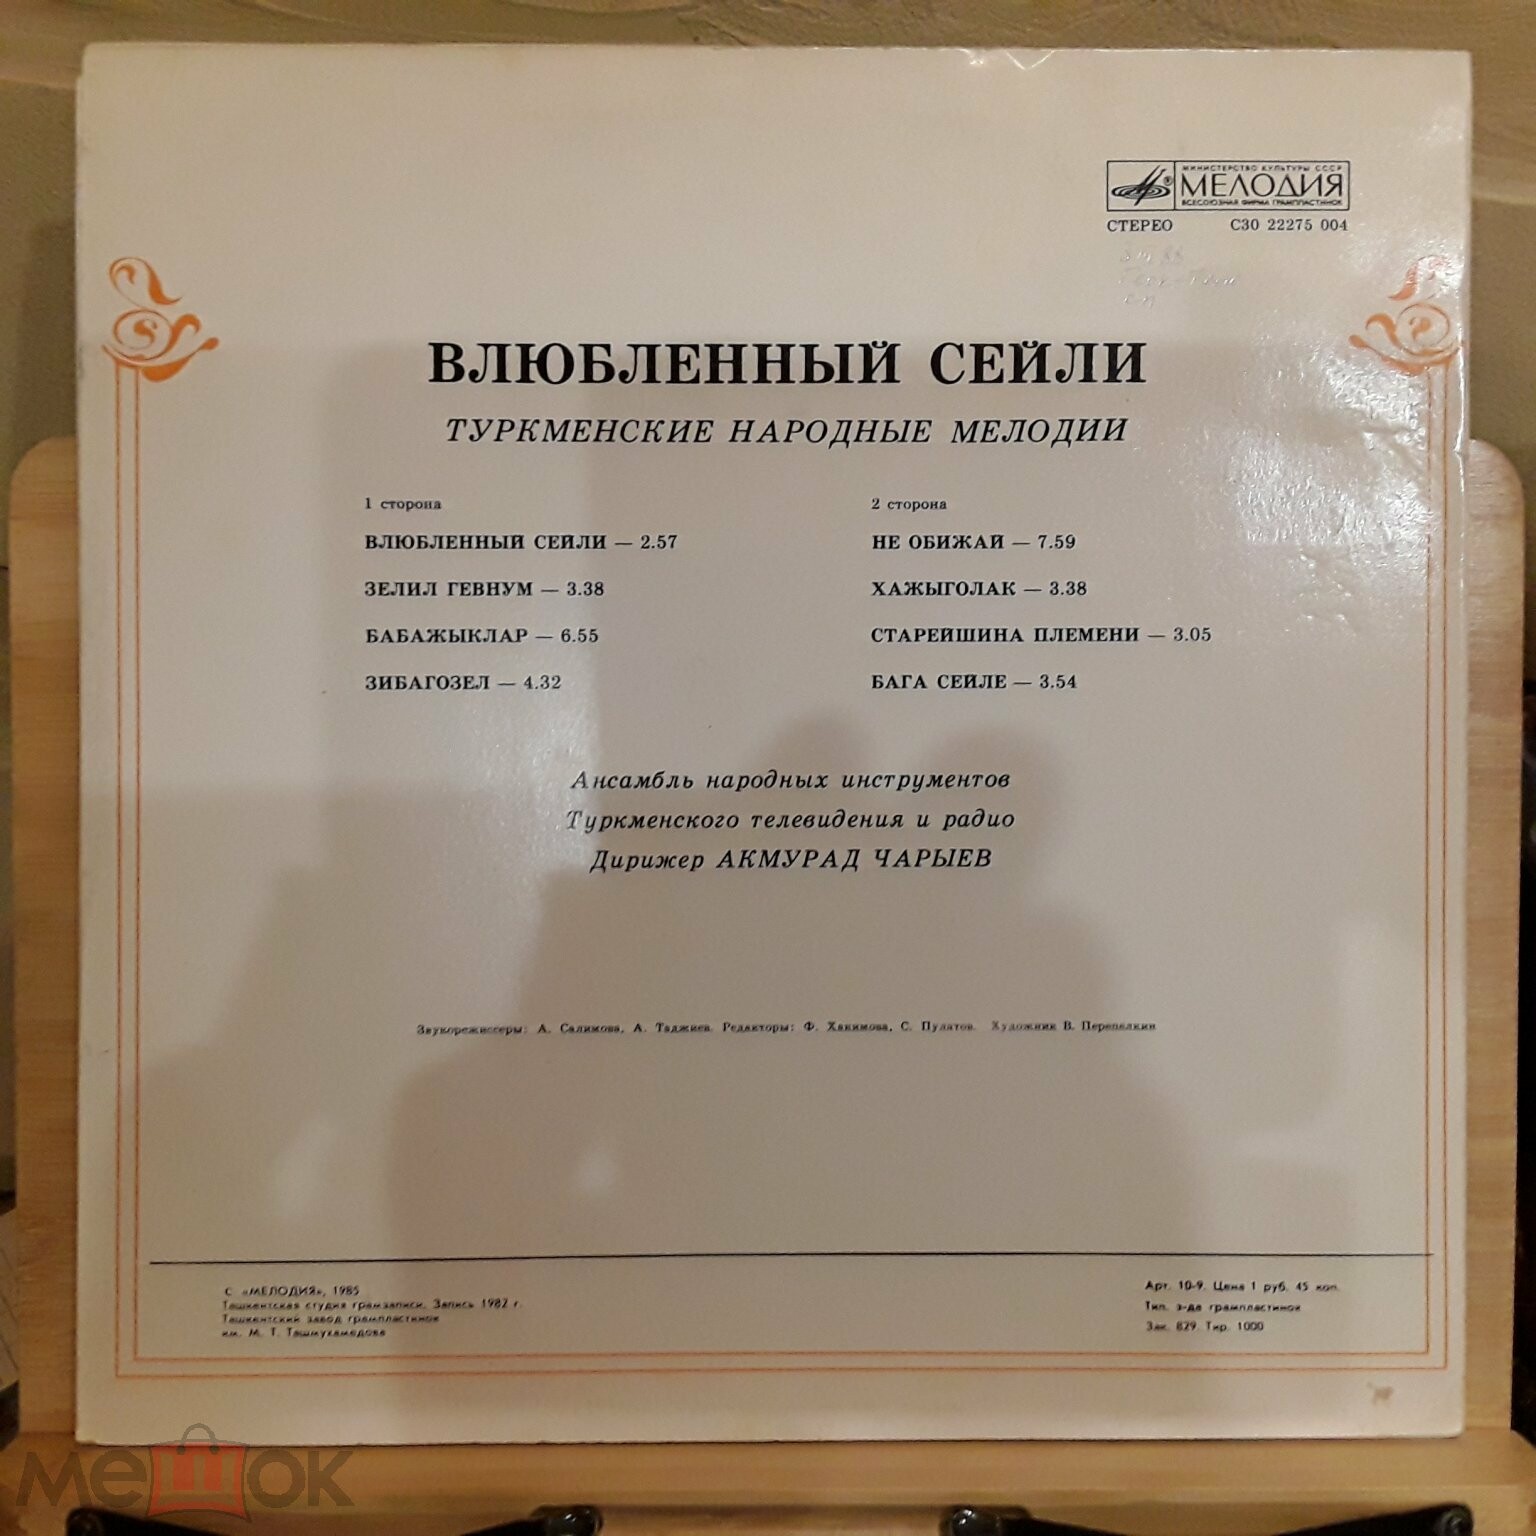 МИНИСТЕРСТВО КУЛЬТУРЫ СССР
МЕЛОДИЯ
ВСЕСОЮЗНАЯ ФИРМА ГРАМПЛАСТИНОК
СТЕРЕО С30 22275 004
ВЛЮБЛЕННЫЙ СЕЙЛИ
ТУРКМЕНСКИЕ НАРОДНЫЕ МЕЛОДИИ
1 сторона
ВЛЮБЛЕННЫЙ СЕЙЛИ — 2.57
ЗЕЛИЛ ГЕВНУМ — 3.38
БАБАЖЫКЛАР — 6.55
ЗИБАГОЗЕЛ — 4.32
2 сторона
НЕ ОБИЖАЙ — 7.59
ХАЖЫГОЛАК — 3.38
СТАРЕЙШИНА ПЛЕМЕНИ — 3.05
БАГА СЕЙЛЕ — 3.54
Ансамбль народных инструментов
Туркменского телевидения и радио
Дирижер АКМУРАД ЧАРЫЕВ
Звукорежиссеры: А. Салимова, А. Таджиев. Редакторы: Ф. Хакимова, С. Пулатов. Художник В. Перепелкин
С «МЕЛОДИЯ», 1985
Ташкентская студия грамзаписи. Запись 1982 г.
Ташкентский завод грампластинок
им. М. Т. Ташмухамедова
Арт. 10-9. Цена 1 руб. 45 коп.
Тип. з-да грампластинок
Зак. 829. Тир. 1000
мешок